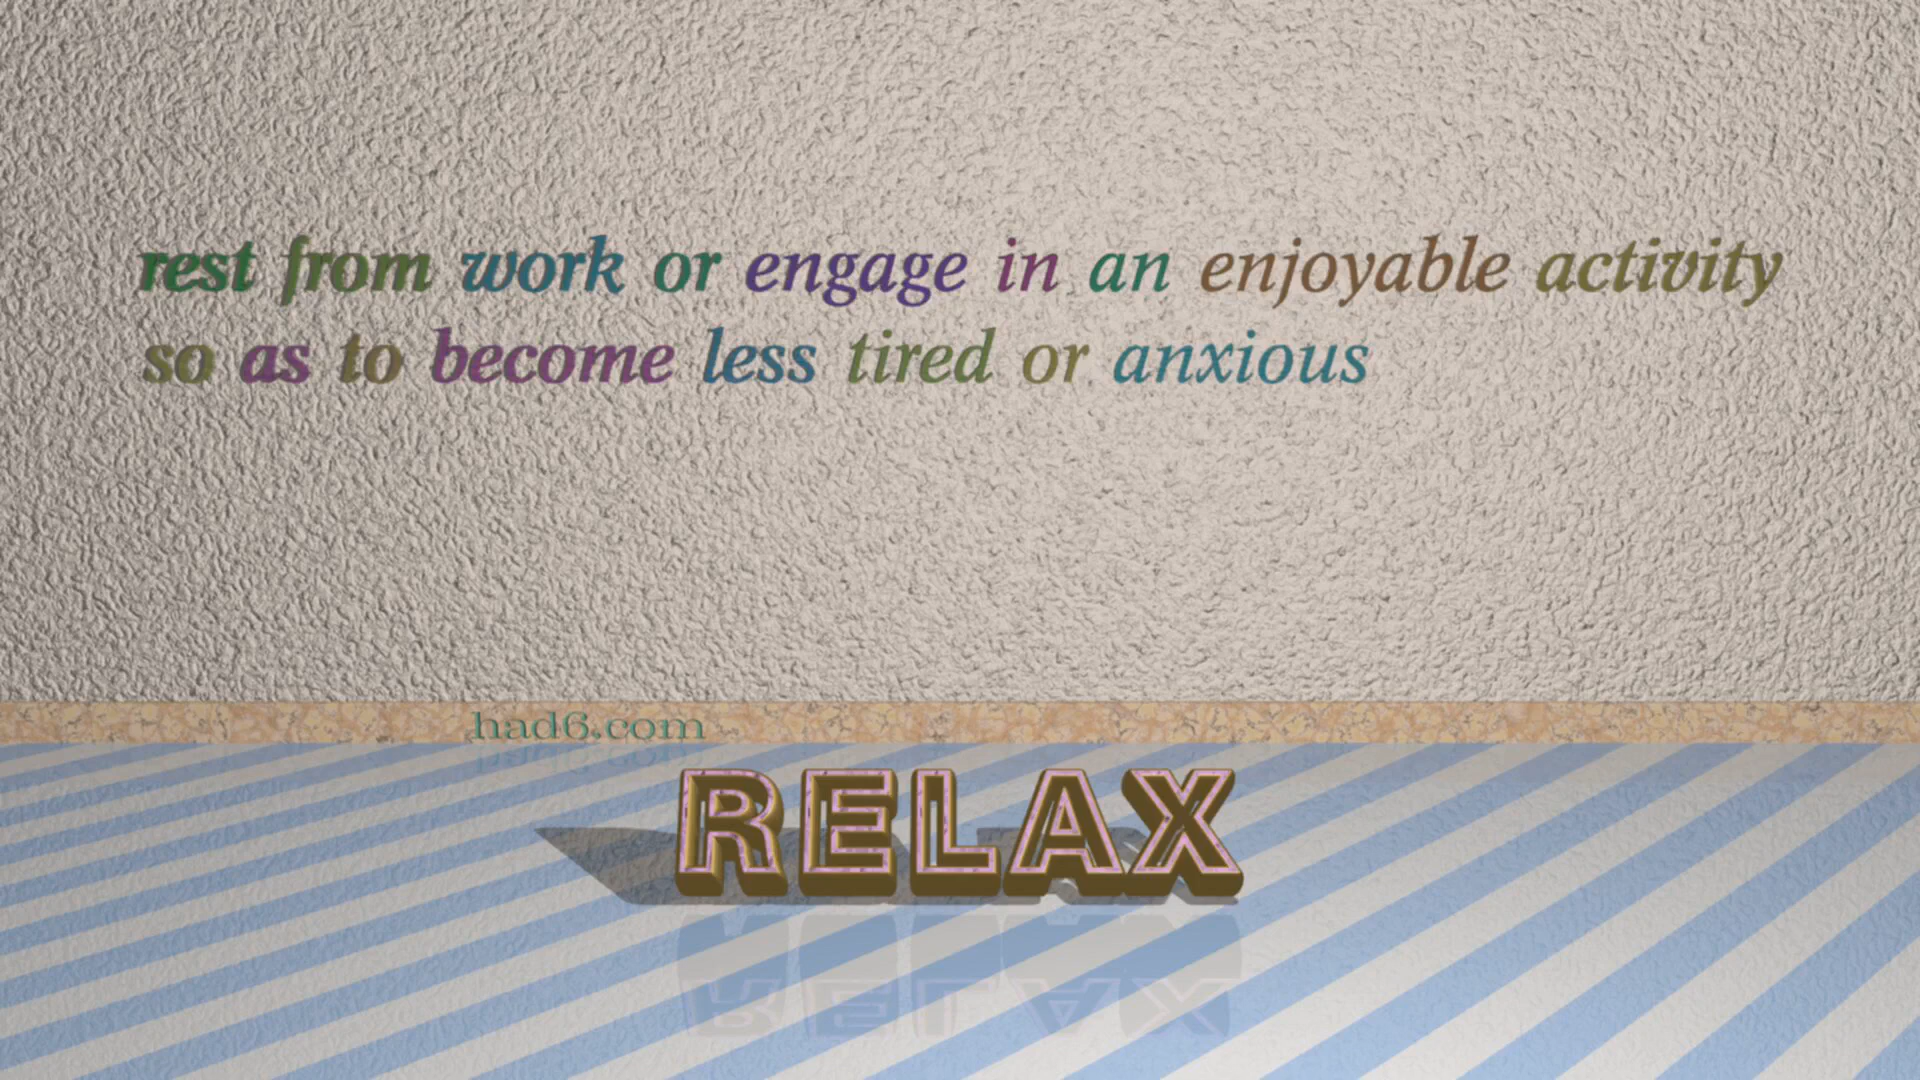 rest from work or engage in an enjoyable activity
so as to become less tired or anxious
had6.com
RELAX